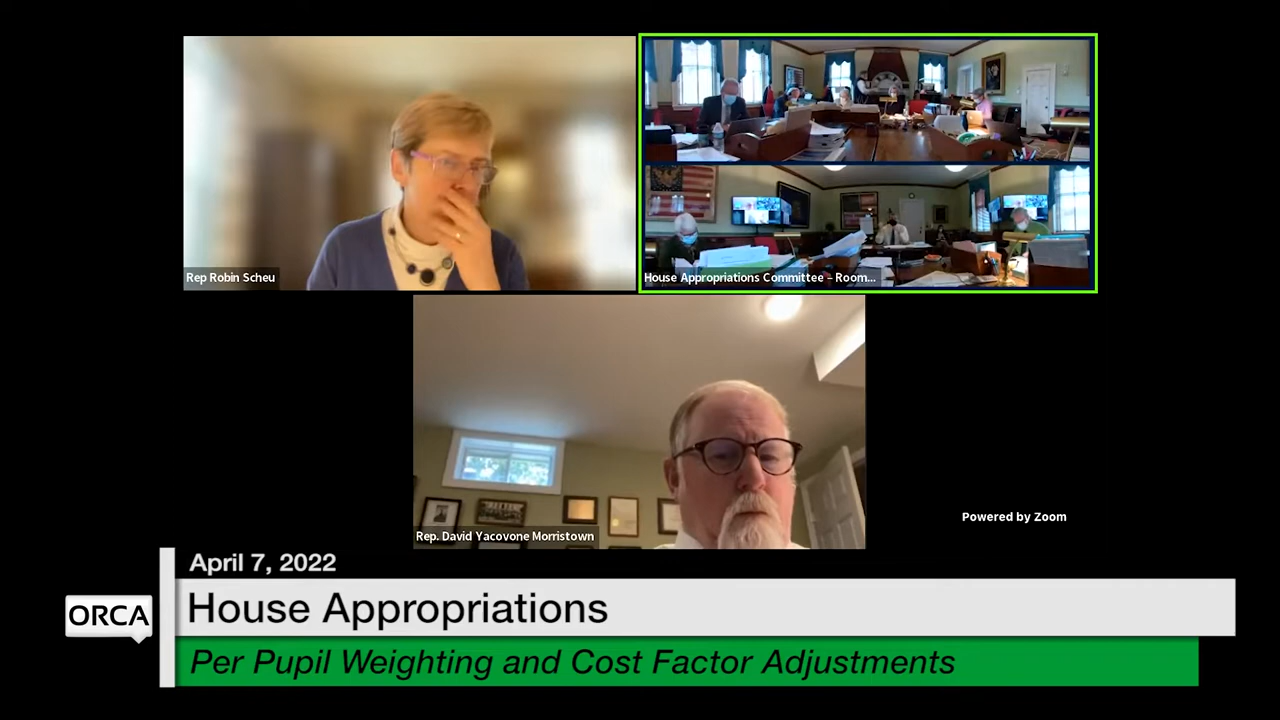 Rep Robin Scheu
House Appropriations Committee – Room...
Rep. David Yacovone Morristown
Powered by Zoom
April 7, 2022
ORCA
House Appropriations
Per Pupil Weighting and Cost Factor Adjustments